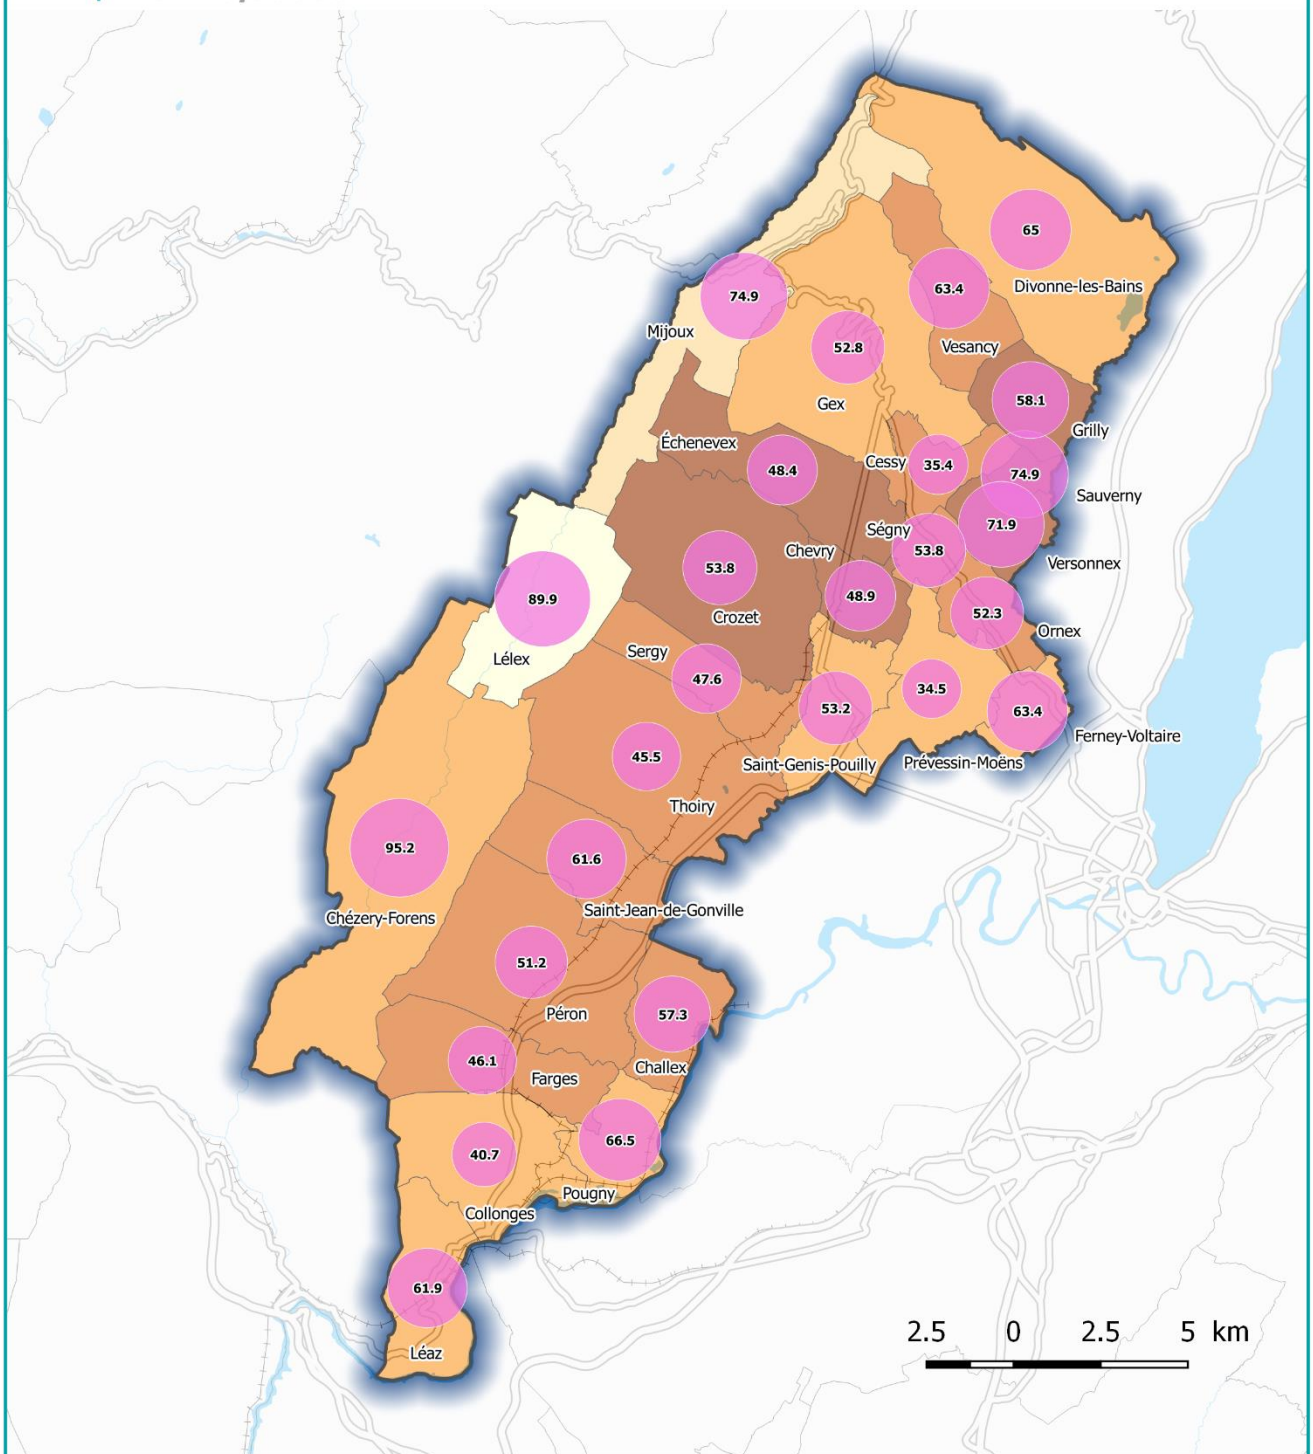 65
Divonne-les-Bains
74.9
63.4
Mijoux
52.8
Vesancy
Gex
58.1
Grilly
Échenevex
48.4
Cessy
35.4
74.9
Sauverny
Ségny
71.9
Chevry
53.8
Versonnex
53.8
48.9
89.9
Crozet
52.3
Ornex
Lélex
Sergy
47.6
34.5
53.2
63.4
Ferney-Voltaire
45.5
Saint-Genis-Pouilly
Prévessin-Moëns
Thoiry
95.2
61.6
Chézery-Forens
Saint-Jean-de-Gonville
51.2
Péron
57.3
46.1
Farges
Challex
40.7
66.5
Pougny
Collonges
61.9
Léaz
2.5 0 2.5 5 km